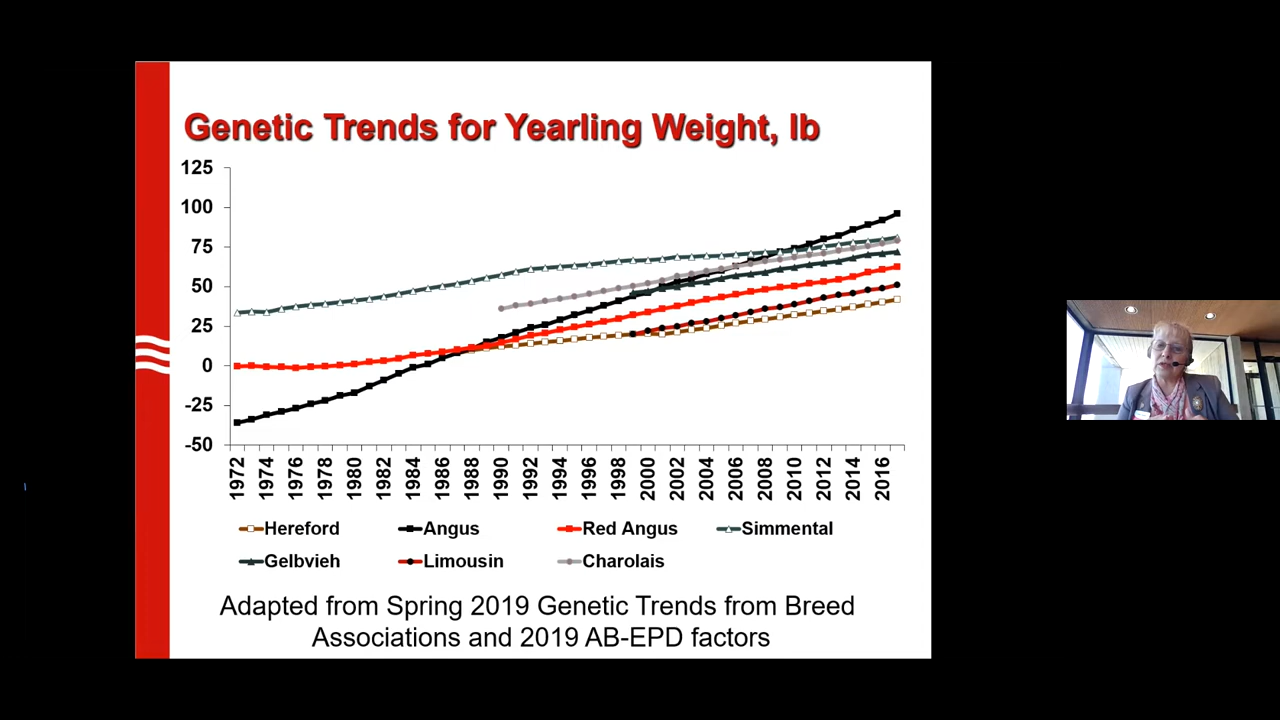 Genetic Trends for Yearling Weight, lb
125
100
75
50
25
0
-25
-50
1972 1974 1976 1978 1980 1982 1984 1986 1988 1990 1992 1994 1996 1998 2000 2002 2004 2006 2008 2010 2012 2014 2016
Hereford Angus Red Angus Simmental
Gelbvieh Limousin Charolais
Adapted from Spring 2019 Genetic Trends from Breed
Associations and 2019 AB-EPD factors